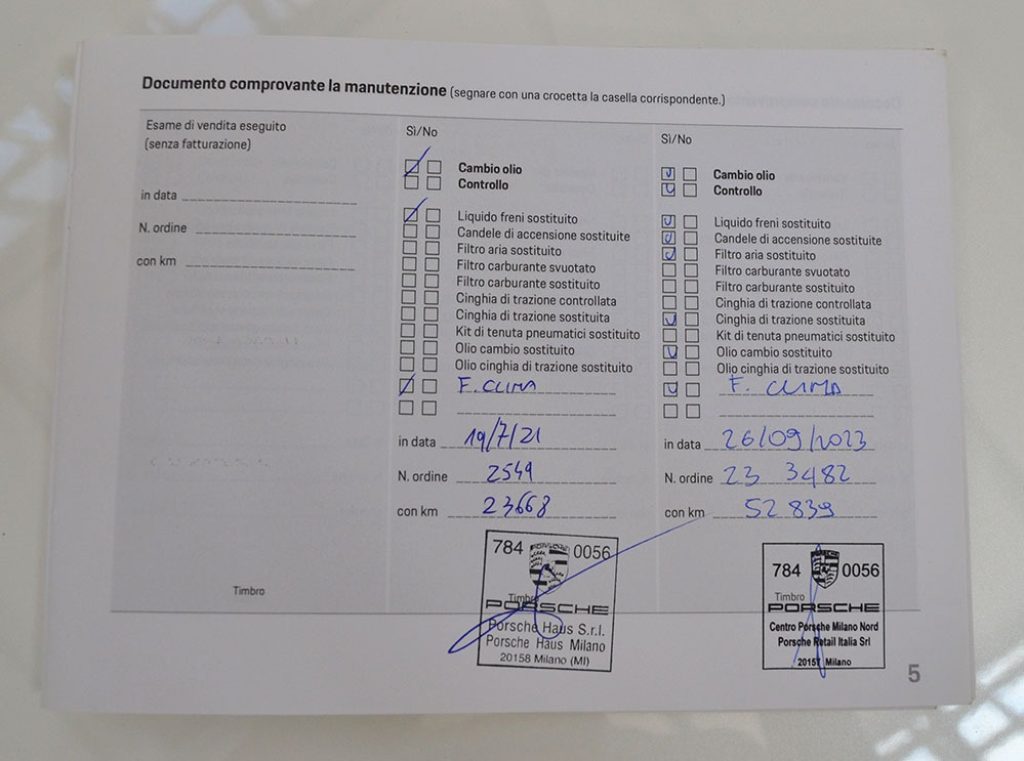 Documento comprovante la manutenzione (segnare con una crocetta la casella corrispondente.)
Esame di vendita eseguito
(senza fatturazione)
in data
N. ordine
con km
Timbro
Sì/No
Cambio olio
Controllo
Liquido freni sostituito
Candele di accensione sostituite
Filtro aria sostituito
Filtro carburante svuotato
Filtro carburante sostituito
Cinghia di trazione controllata
Cinghia di trazione sostituita
Kit di tenuta pneumatici sostituito
Olio cambio sostituito
Olio cinghia di trazione sostituito
F. CLIMA
in data 19/7/21
N. ordine 2549
con km 23668
784 0056
Timbro
PORSCHE
Porsche Haus S.r.l.
Porsche Haus Milano
20158 Milano (MI)
Sì/No
Cambio olio
Controllo
Liquido freni sostituito
Candele di accensione sostituite
Filtro aria sostituito
Filtro carburante svuotato
Filtro carburante sostituito
Cinghia di trazione controllata
Cinghia di trazione sostituita
Kit di tenuta pneumatici sostituito
Olio cambio sostituito
Olio cinghia di trazione sostituito
F. CLIMA
in data 26/09/2023
N. ordine 23 3482
con km 52 839
784 0056
Timbro
PORSCHE
Centro Porsche Milano Nord
Porsche Retail Italia Srl
20157 Milano
5